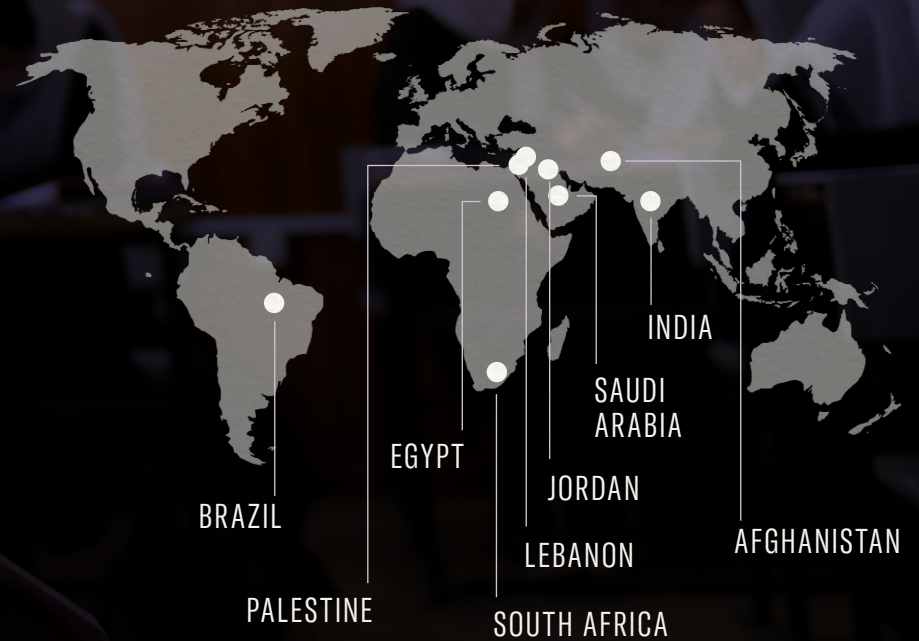 INDIA
SAUDI
ARABIA
EGYPT
JORDAN
BRAZIL
AFGHANISTAN
LEBANON
PALESTINE
SOUTH AFRICA